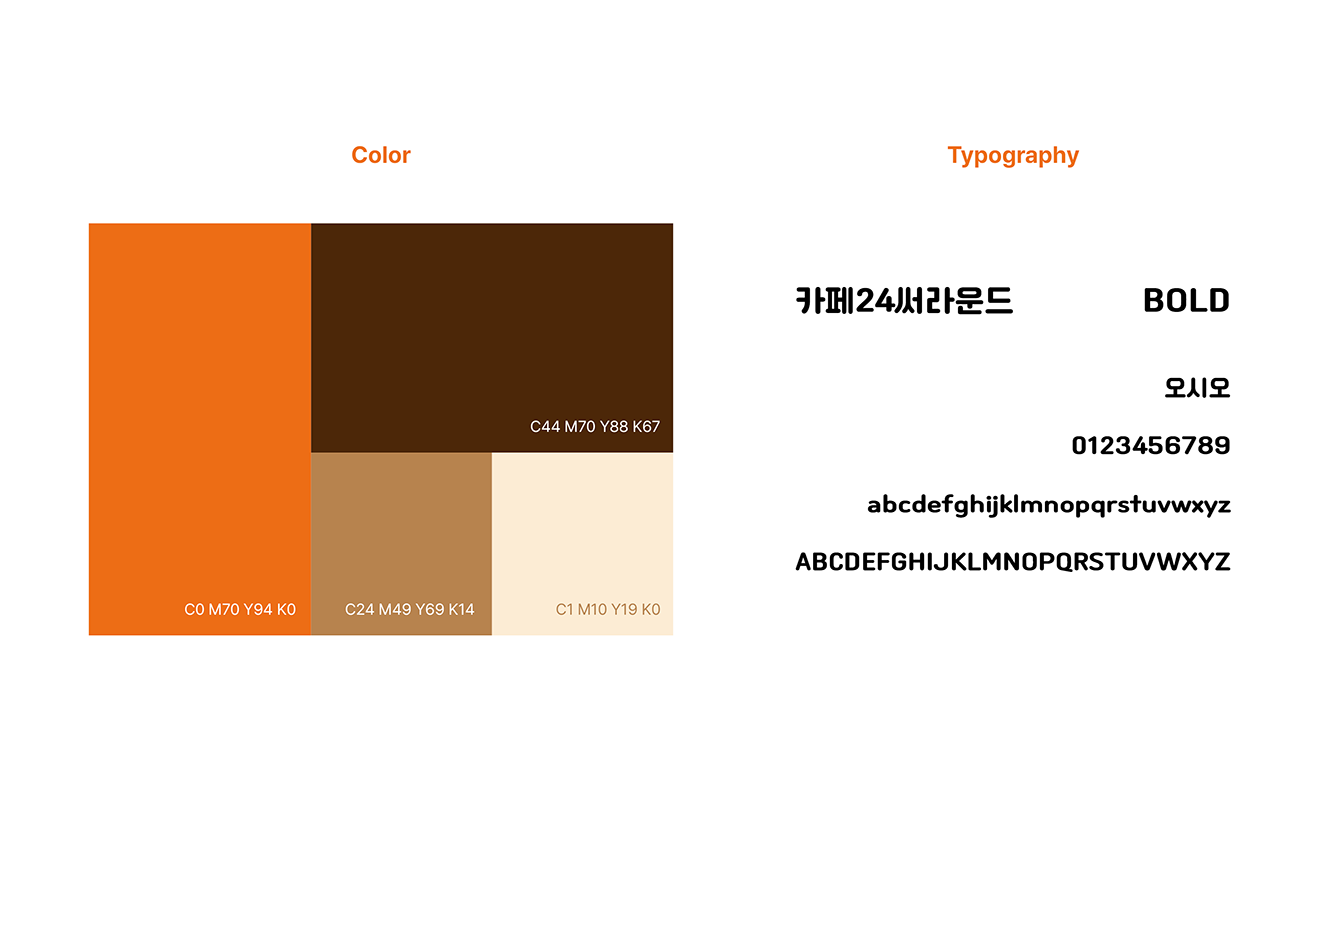 Color
C44 M70 Y88 K67
C0 M70 Y94 K0
C24 M49 Y69 K14
C1 M10 Y19 K0
Typography
카페24써라운드 BOLD
오시오
0123456789
abcdefghijklmnopqrstuvwxyz
ABCDEFGHIJKLMNOPQRSTUVWXYZ